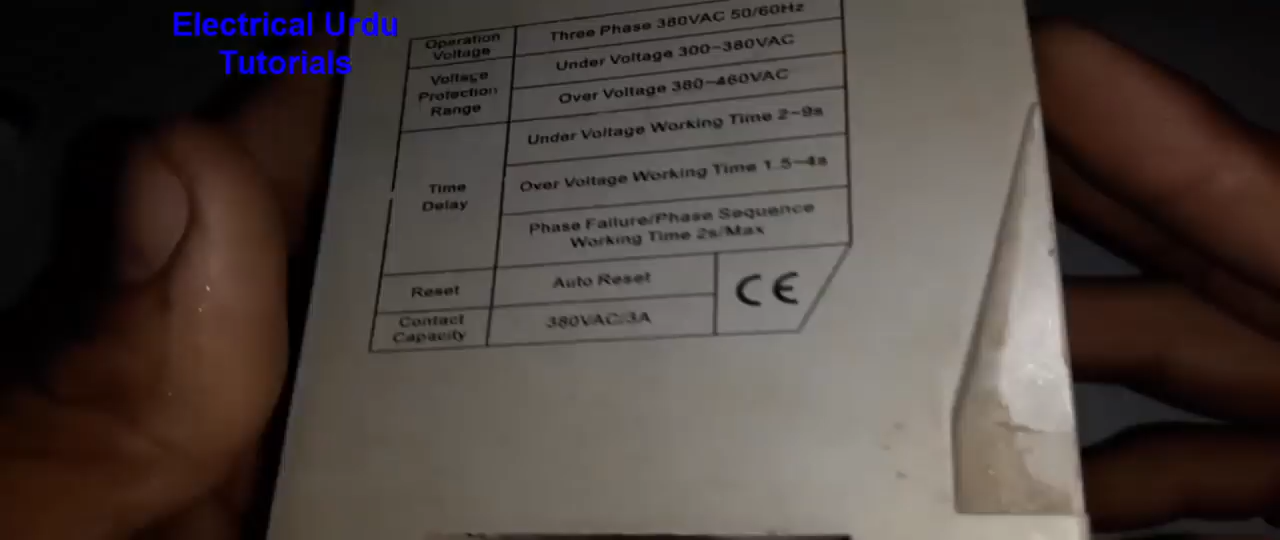 Electrical Urdu
Tutorials
Operation
Voltage
Three Phase 380VAC 50/60Hz
Voltage
Protection
Range
Under Voltage 300~380VAC
Over Voltage 380~460VAC
Time
Delay
Under Voltage Working Time 2~9s
Over Voltage Working Time 1.5~4s
Phase Failure/Phase Sequence
Working Time 2s/Max
Reset
Auto Reset
Contact
Capacity
380VAC/3A
CE